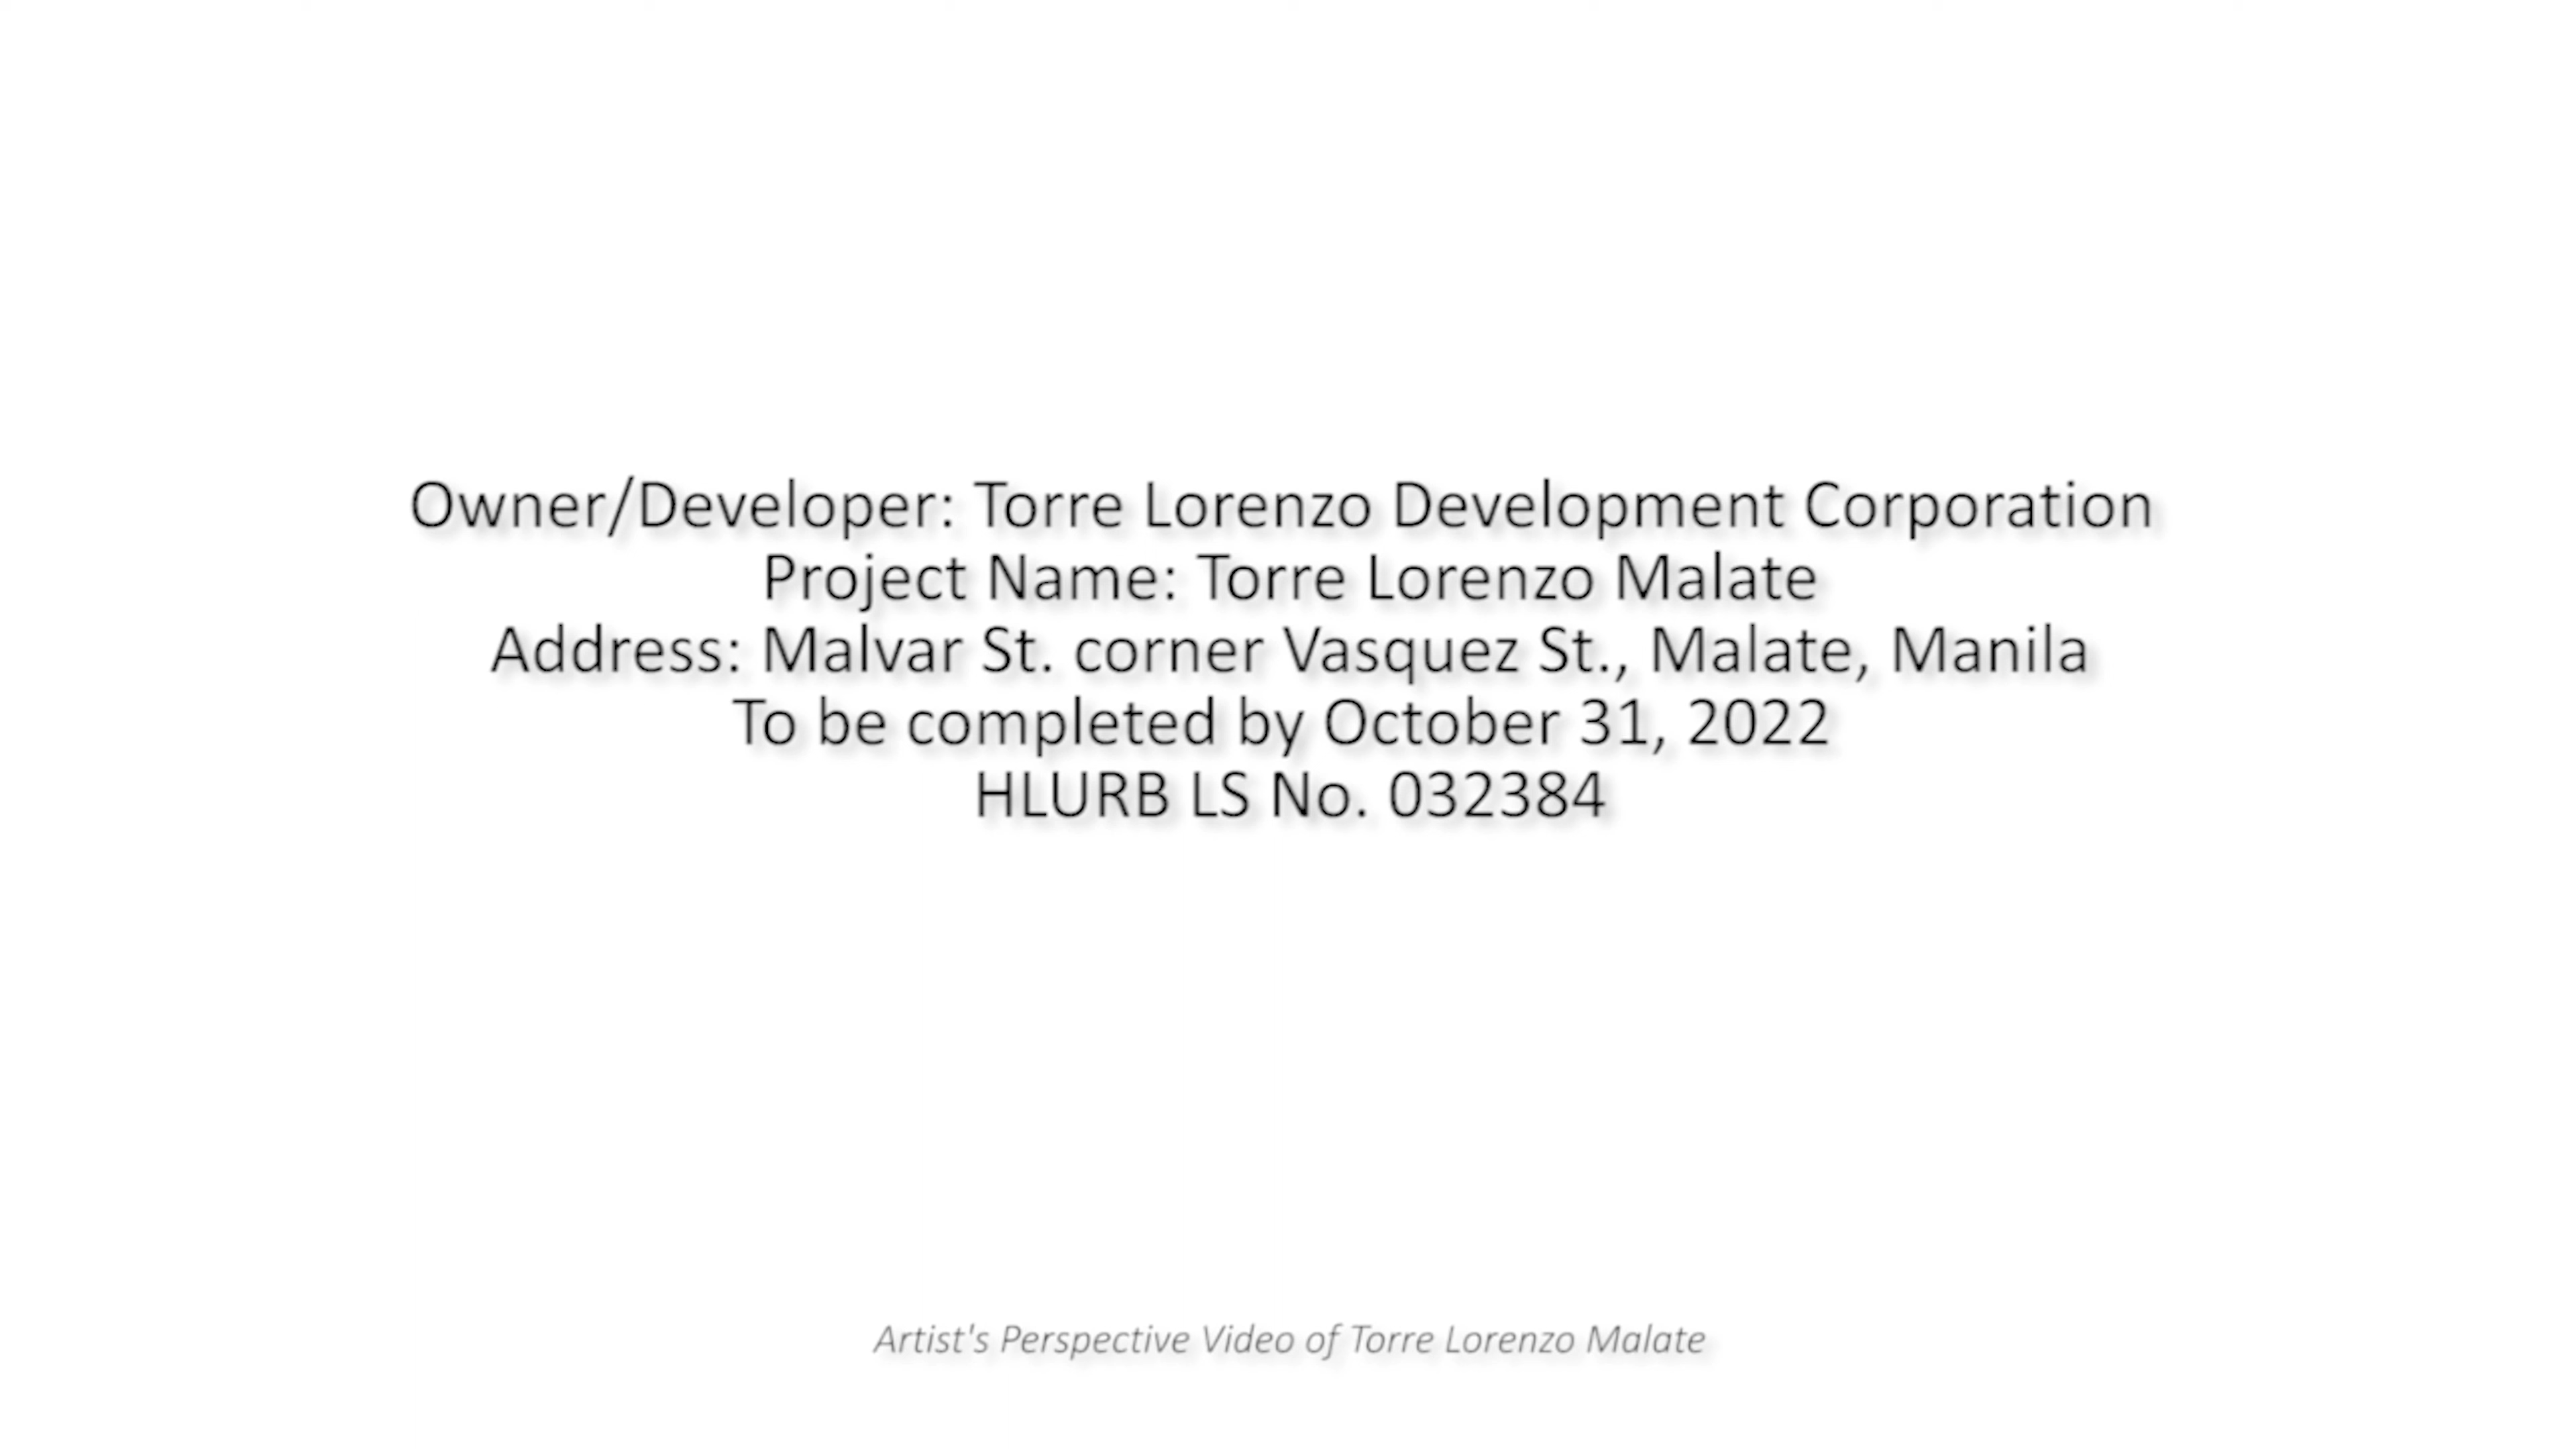 Owner/Developer: Torre Lorenzo Development Corporation
Project Name: Torre Lorenzo Malate
Address: Malvar St. corner Vasquez St., Malate, Manila
To be completed by October 31, 2022
HLURB LS No. 032384
Artist's Perspective Video of Torre Lorenzo Malate